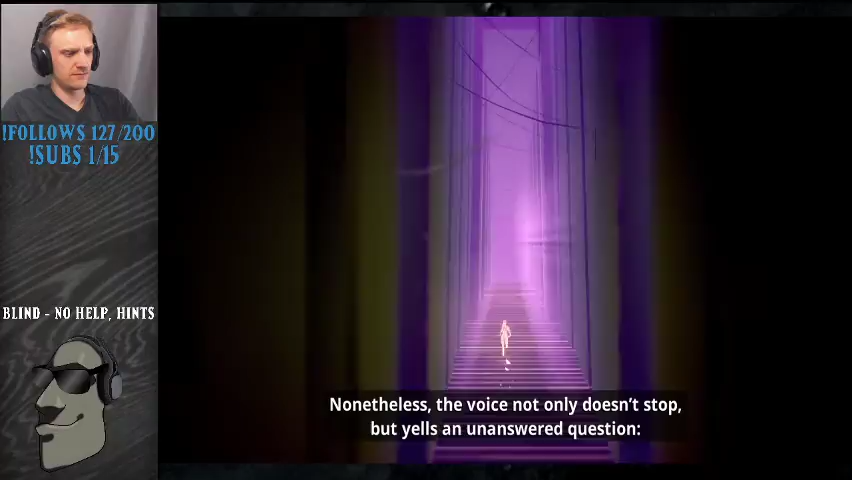 !FOLLOWS 127/200
!SUBS 1/15
BLIND - NO HELP, HINTS
Nonetheless, the voice not only doesn't stop,
but yells an unanswered question: